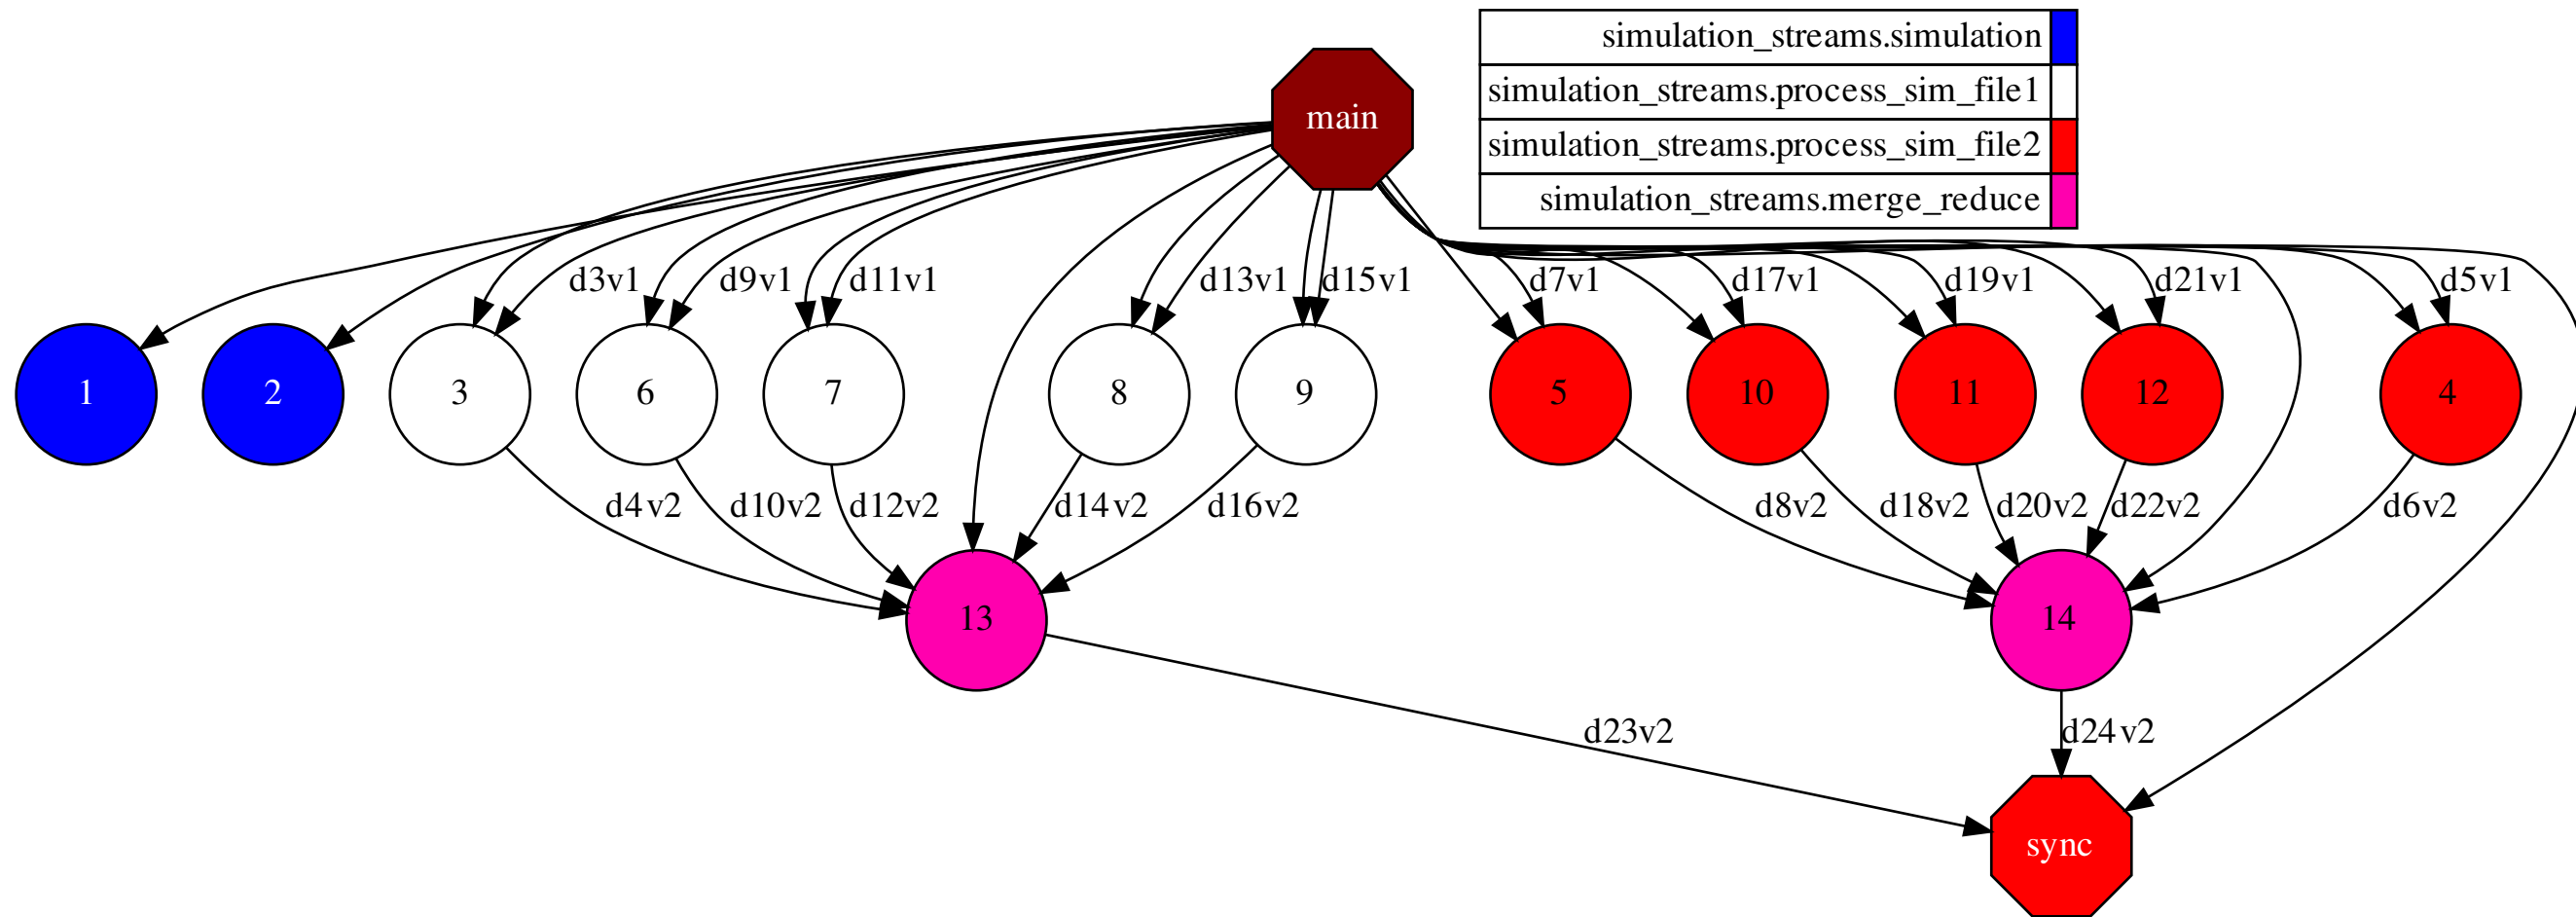 simulation_streams.simulation
simulation_streams.process_sim_file1
simulation_streams.process_sim_file2
simulation_streams.merge_reduce
main
d3v1
d9v1
d11v1
d13v1
d15v1
d7v1
d17v1
d19v1
d21v1
d5v1
1
2
3
6
7
8
9
5
10
11
12
4
d4v2
d10v2
d12v2
d14v2
d16v2
d8v2
d18v2
d20v2
d22v2
d6v2
13
14
d23v2
d24v2
sync